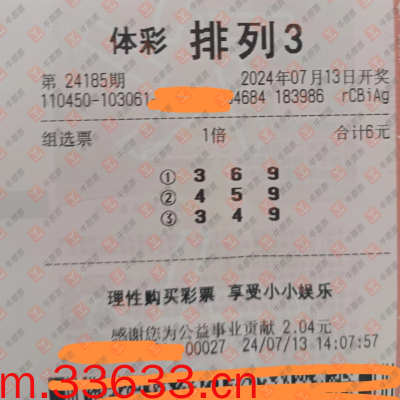 体彩 排列3
第 24185期 2024年07月13日开奖
110450-103061- 4684 183986 rCBiAg
组选票 1倍 合计6元
① 3 6 9
② 4 5 9
③ 3 4 9
理性购买彩票 享受小小娱乐
感谢您为公益事业贡献 2.04元
00027 24/07/13 14:07:57
m.33633.cn